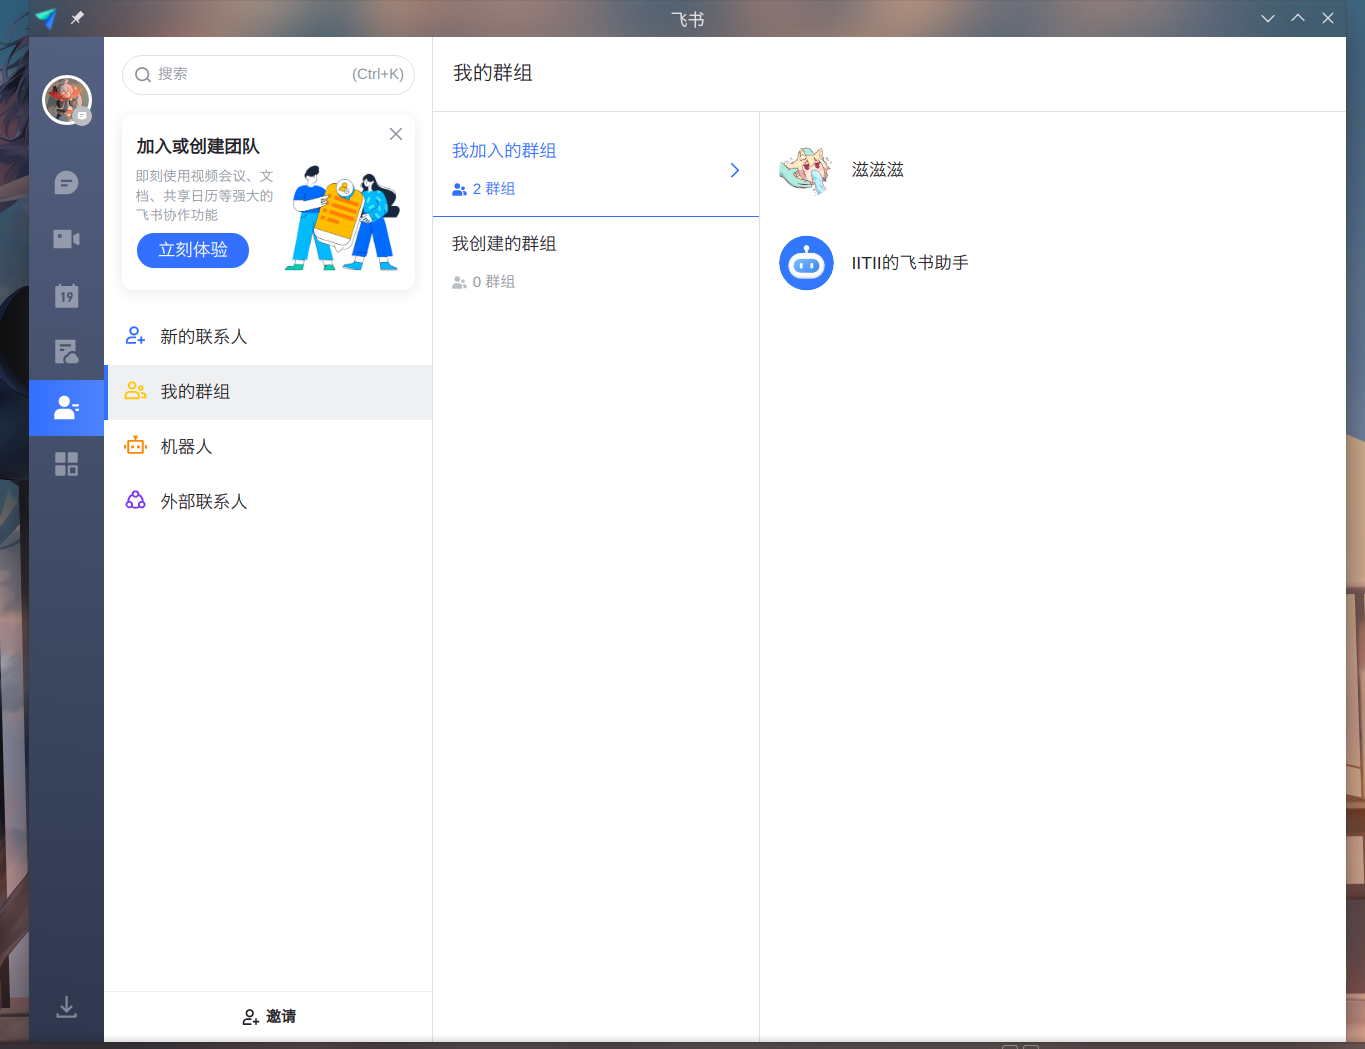 飞书
搜索 (Ctrl+K)
加入或创建团队
即刻使用视频会议、文
档、共享日历等强大的
飞书协作功能
立刻体验
19
新的联系人
我的群组
机器人
外部联系人
邀请
我的群组
我加入的群组
2 群组
我创建的群组
0 群组
滋滋滋
IITII的飞书助手